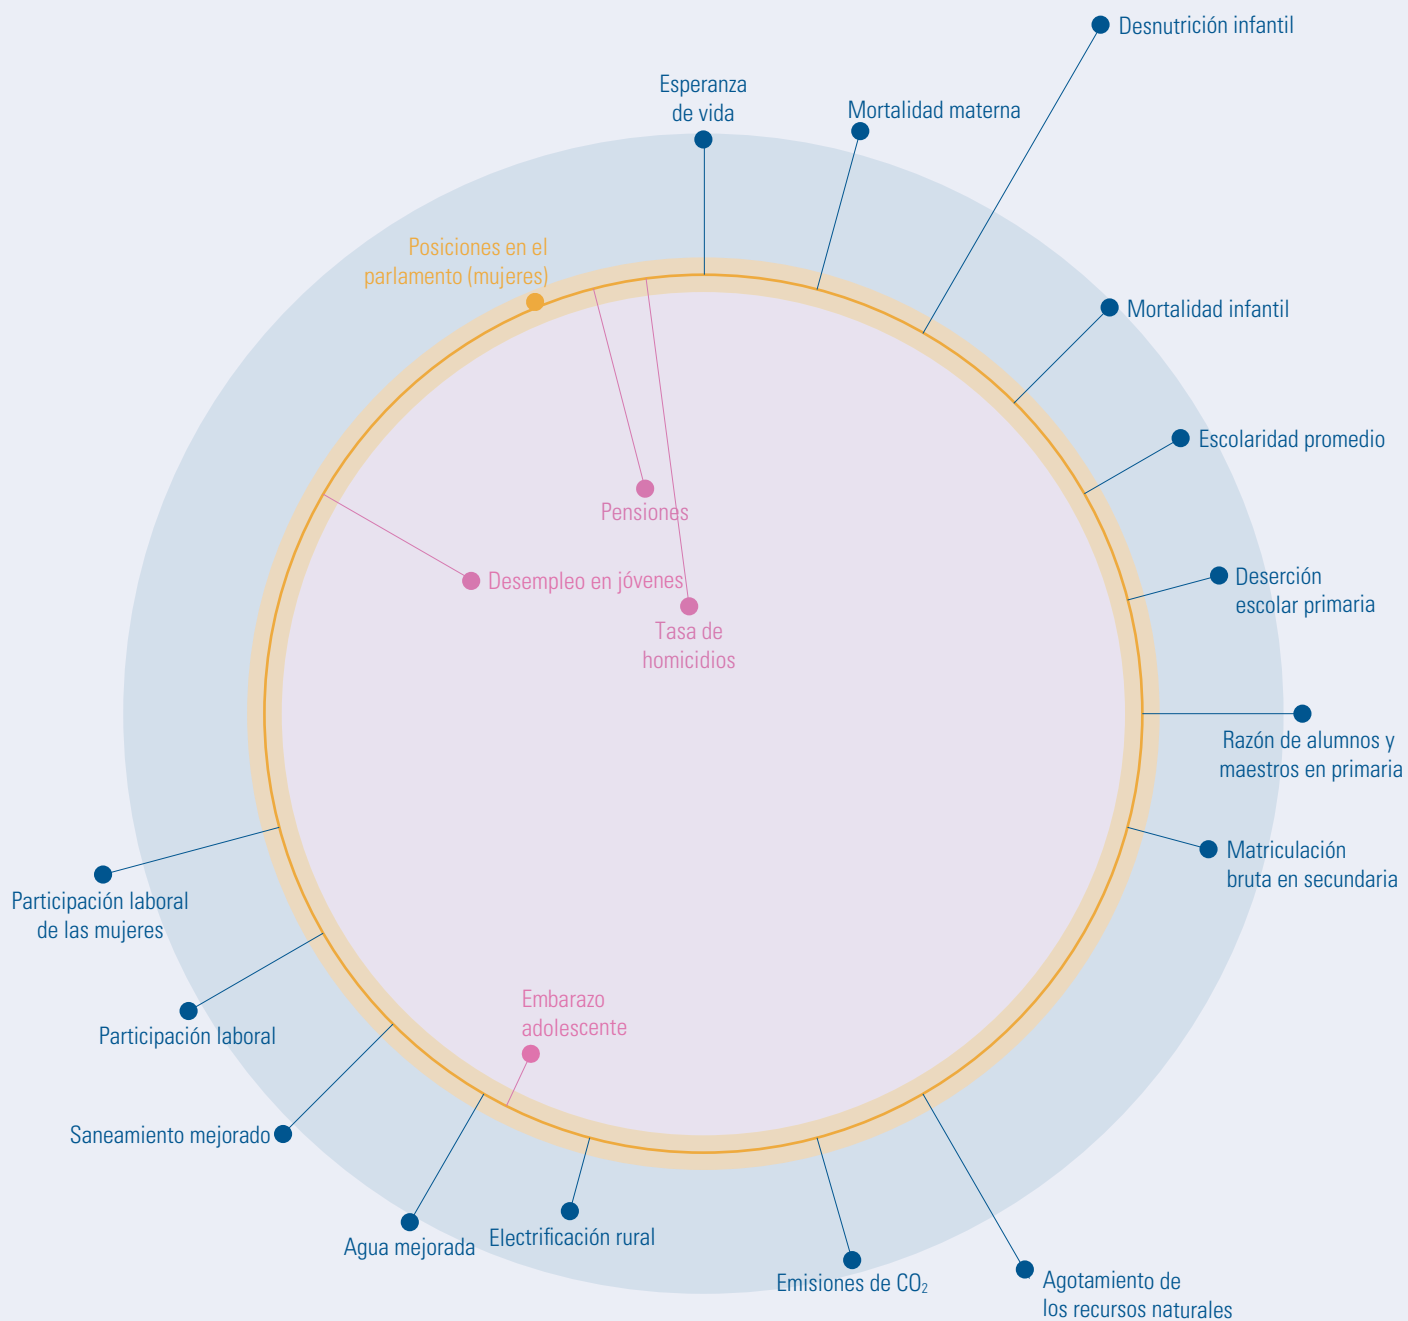 Desnutrición infantil
Esperanza
de vida
Mortalidad materna
Posiciones en el
parlamento (mujeres)
Mortalidad infantil
Escolaridad promedio
Pensiones
Desempleo en jóvenes
Deserción
escolar primaria
Tasa de
homicidios
Razón de alumnos y
maestros en primaria
Matriculación
bruta en secundaria
Participación laboral
de las mujeres
Embarazo
adolescente
Participación laboral
Saneamiento mejorado
Agua mejorada
Electrificación rural
Emisiones de CO₂
Agotamiento de
los recursos naturales